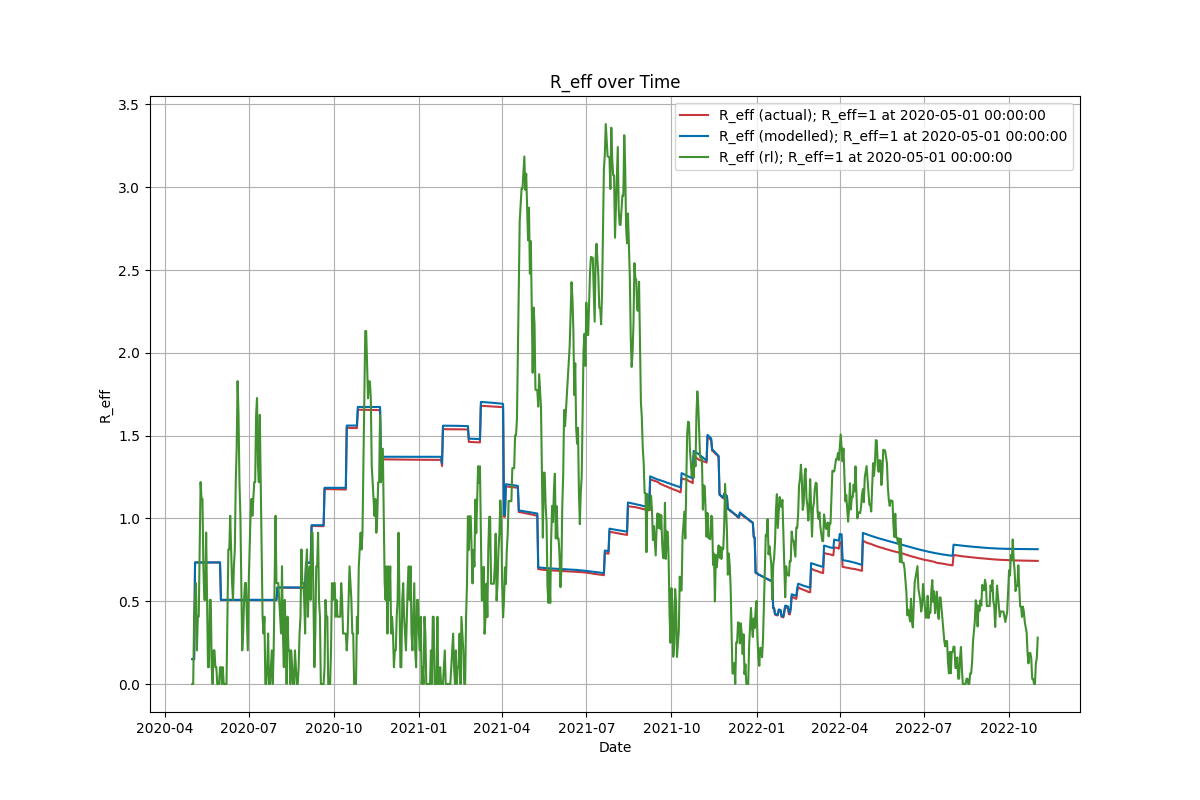 R_eff over Time
R_eff (actual); R_eff=1 at 2020-05-01 00:00:00
R_eff (modelled); R_eff=1 at 2020-05-01 00:00:00
R_eff (rl); R_eff=1 at 2020-05-01 00:00:00
3.5
3.0
2.5
2.0
1.5
1.0
0.5
0.0
R_eff
2020-04 2020-07 2020-10 2021-01 2021-04 2021-07 2021-10 2022-01 2022-04 2022-07 2022-10
Date